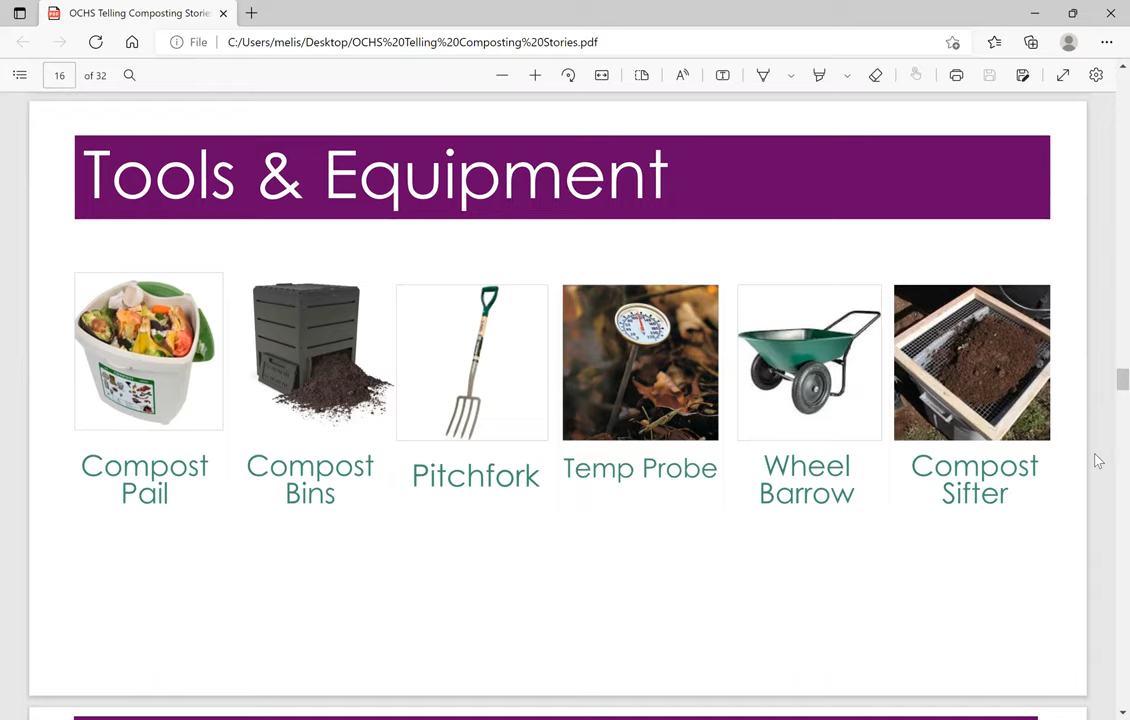 OCHS Telling Composting Storie
File
C:/Users/melis/Desktop/OCHS%20Telling%20Composting%20Stories.pdf
16 of 32
Tools & Equipment
Compost
Pail
Compost
Bins
Pitchfork
Temp Probe
Wheel
Barrow
Compost
Sifter